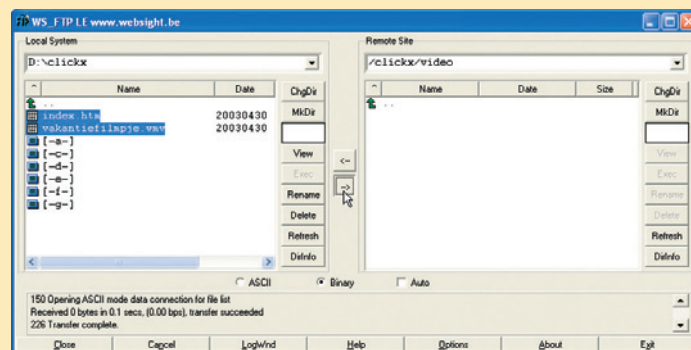 WS_FTP LE www.websight.be
Local System
D:\clickx
^ Name Date
..
index.htm 20030430
vakantiefilmpje.wmv 20030430
[-a-]
[-c-]
[-d-]
[-e-]
[-f-]
[-g-]
ChgDir
MkDir
View
Exec
Rename
Delete
Refresh
DirInfo
<--
-->
Remote Site
/clickx/video
^ Name Date Size
..
ChgDir
MkDir
View
Exec
Rename
Delete
Refresh
DirInfo
ASCII Binary Auto
150 Opening ASCII mode data connection for file list
Received 0 bytes in 0.1 secs, (0.00 bps), transfer succeeded
226 Transfer complete.
Close Cancel LogWnd Help Options About Exit